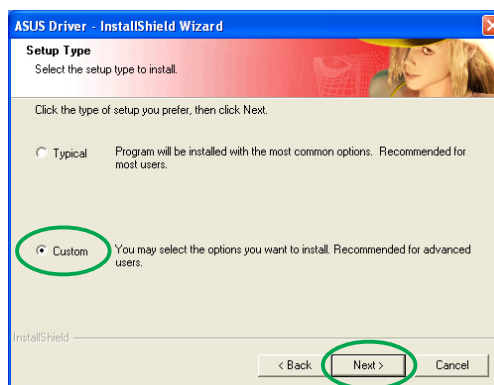 ASUS Driver - InstallShield Wizard
Setup Type
Select the setup type to install.
Click the type of setup you prefer, then click Next.
Typical
Program will be installed with the most common options. Recommended for
most users.
Custom
You may select the options you want to install. Recommended for advanced
users.
InstallShield
< Back
Next >
Cancel